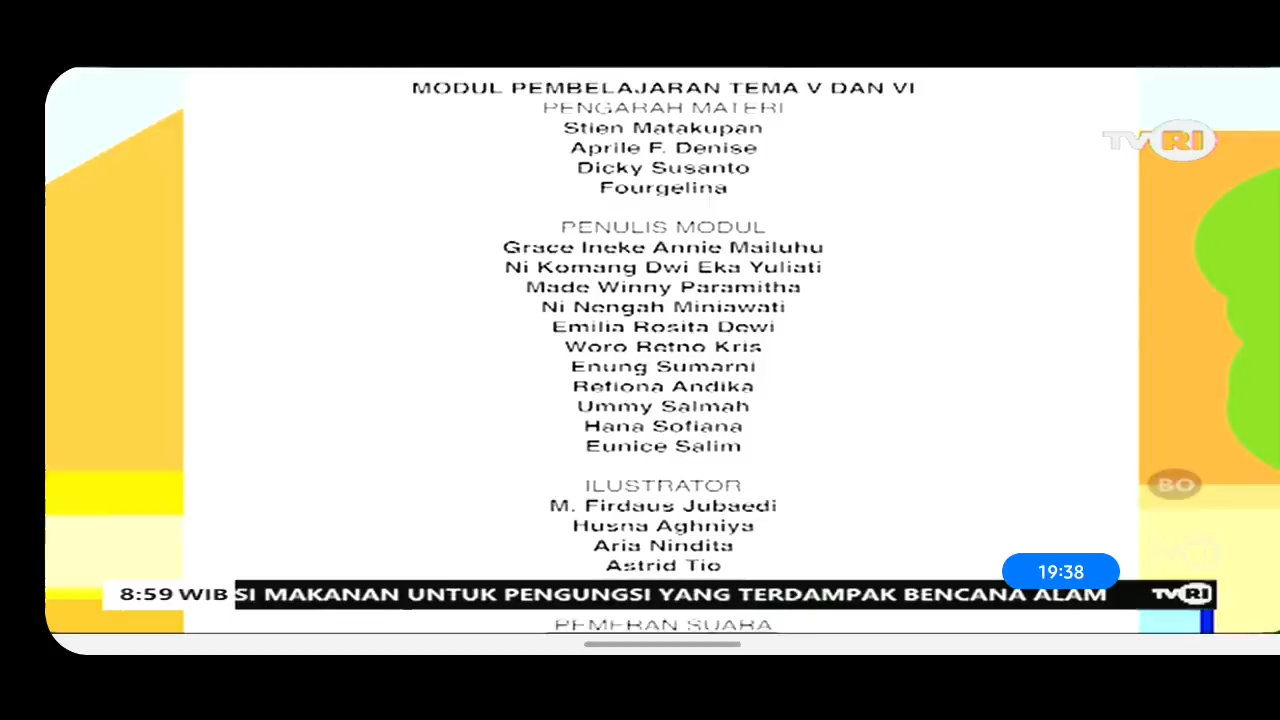 MODUL PEMBELAJARAN TEMA V DAN VI
PENGARAH MATERI
Stien Matakupan
Aprile F. Denise
Dicky Susanto
Fourgelina
PENULIS MODUL
Grace Ineke Annie Mailuhu
Ni Komang Dwi Eka Yuliati
Made Winny Paramitha
Ni Nengah Miniawati
Emilia Rosita Dewi
Woro Retno Kris
Enung Sumarni
Refiona Andika
Ummy Salmah
Hana Sofiana
Eunice Salim
ILUSTRATOR
M. Firdaus Jubaedi
Husna Aghniya
Aria Nindita
Astrid Tio
PEMERAN SUARA
TVRI
BO
19:38
8:59 WIB SI MAKANAN UNTUK PENGUNGSI YANG TERDAMPAK BENCANA ALAM TVRI